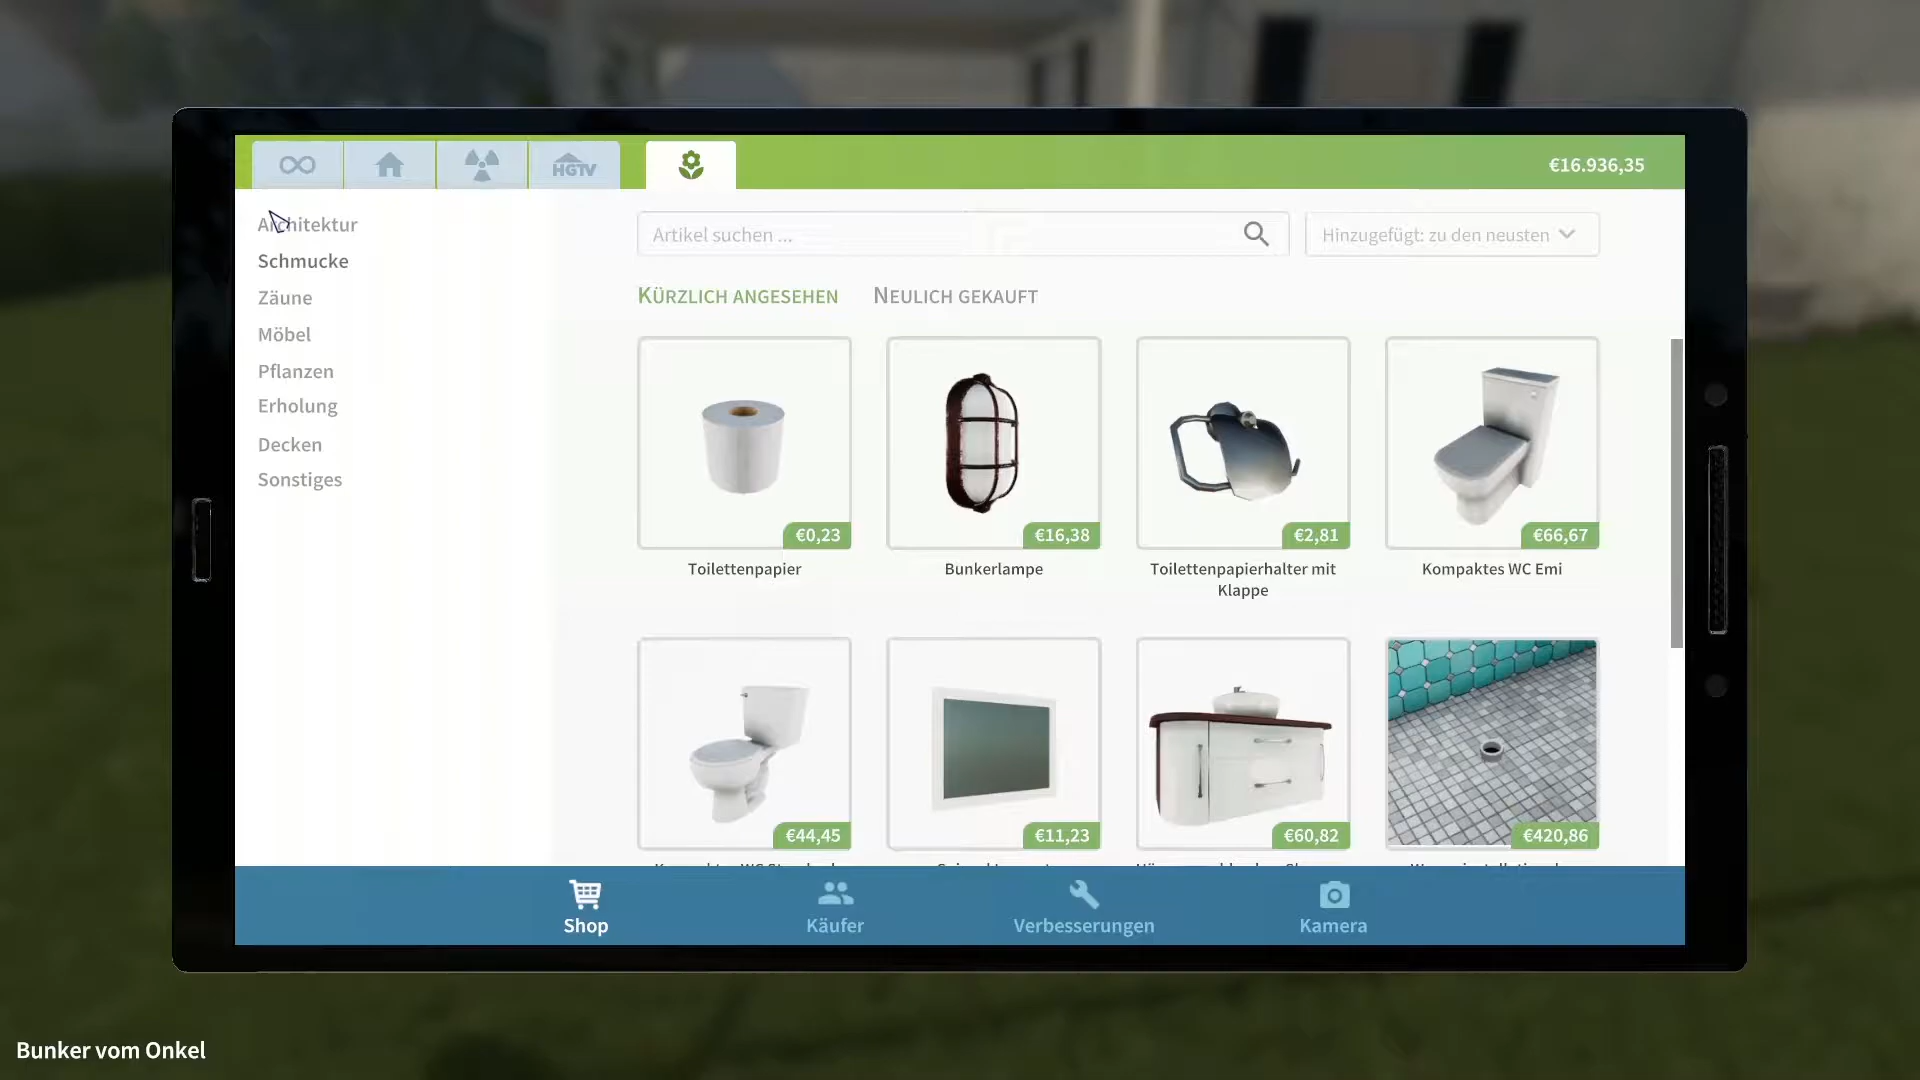 HGTV
€16.936,35
Architektur
Schmucke
Zäune
Möbel
Pflanzen
Erholung
Decken
Sonstiges
Artikel suchen ...
Hinzugefügt: zu den neusten
KÜRZLICH ANGESEHEN
NEULICH GEKAUFT
€0,23
€16,38
€2,81
€66,67
Toilettenpapier
Bunkerlampe
Toilettenpapierhalter mit
Klappe
Kompaktes WC Emi
€44,45
€11,23
€60,82
€420,86
Shop
Käufer
Verbesserungen
Kamera
Bunker vom Onkel